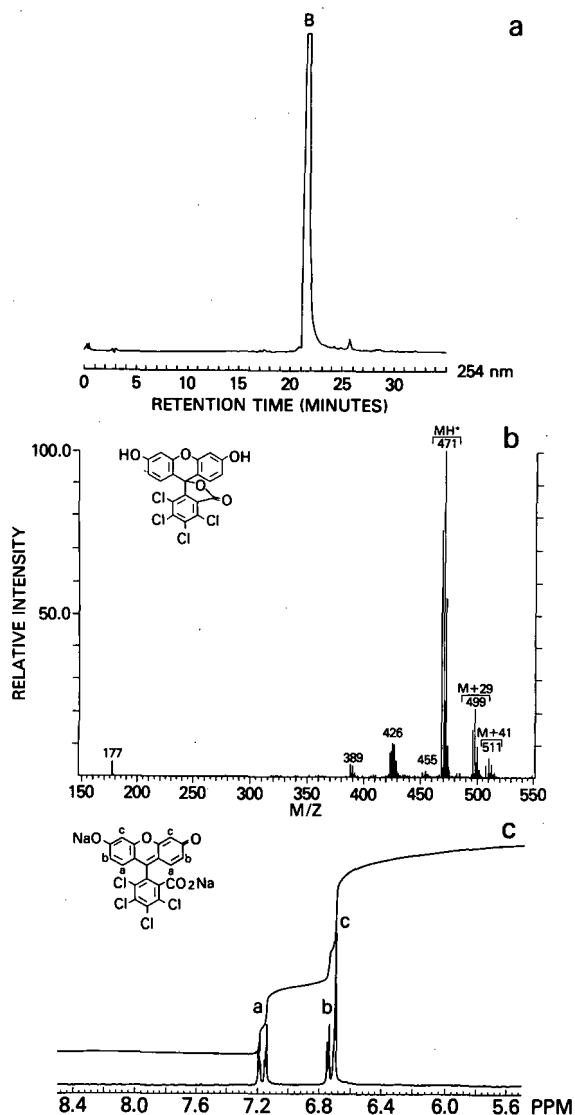 B
a
0 5 10 15 20 25 30
254 nm
RETENTION TIME (MINUTES)
b
MH+
471
100.0
50.0
RELATIVE INTENSITY
HO O OH
O
O
Cl
Cl
Cl
Cl
M+29
499
M+41
511
177
389
426
455
150 200 250 300 350 400 450 500 550
M/Z
C
NaO O O
c c
b b
a a
Cl
CO2Na
Cl
Cl
Cl
a
b
c
8.4 8.0 7.6 7.2 6.8 6.4 6.0 5.6 PPM